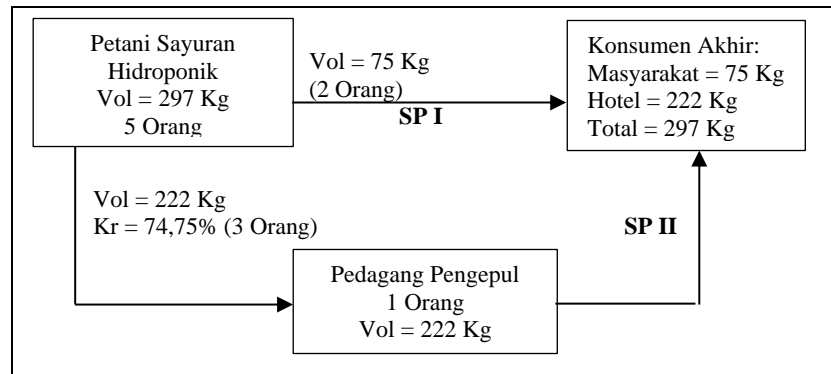 Petani Sayuran
Hidroponik
Vol = 297 Kg
5 Orang
Vol = 75 Kg
(2 Orang)
SP I
Konsumen Akhir:
Masyarakat = 75 Kg
Hotel = 222 Kg
Total = 297 Kg
Vol = 222 Kg
Kr = 74,75% (3 Orang)
SP II
Pedagang Pengepul
1 Orang
Vol = 222 Kg